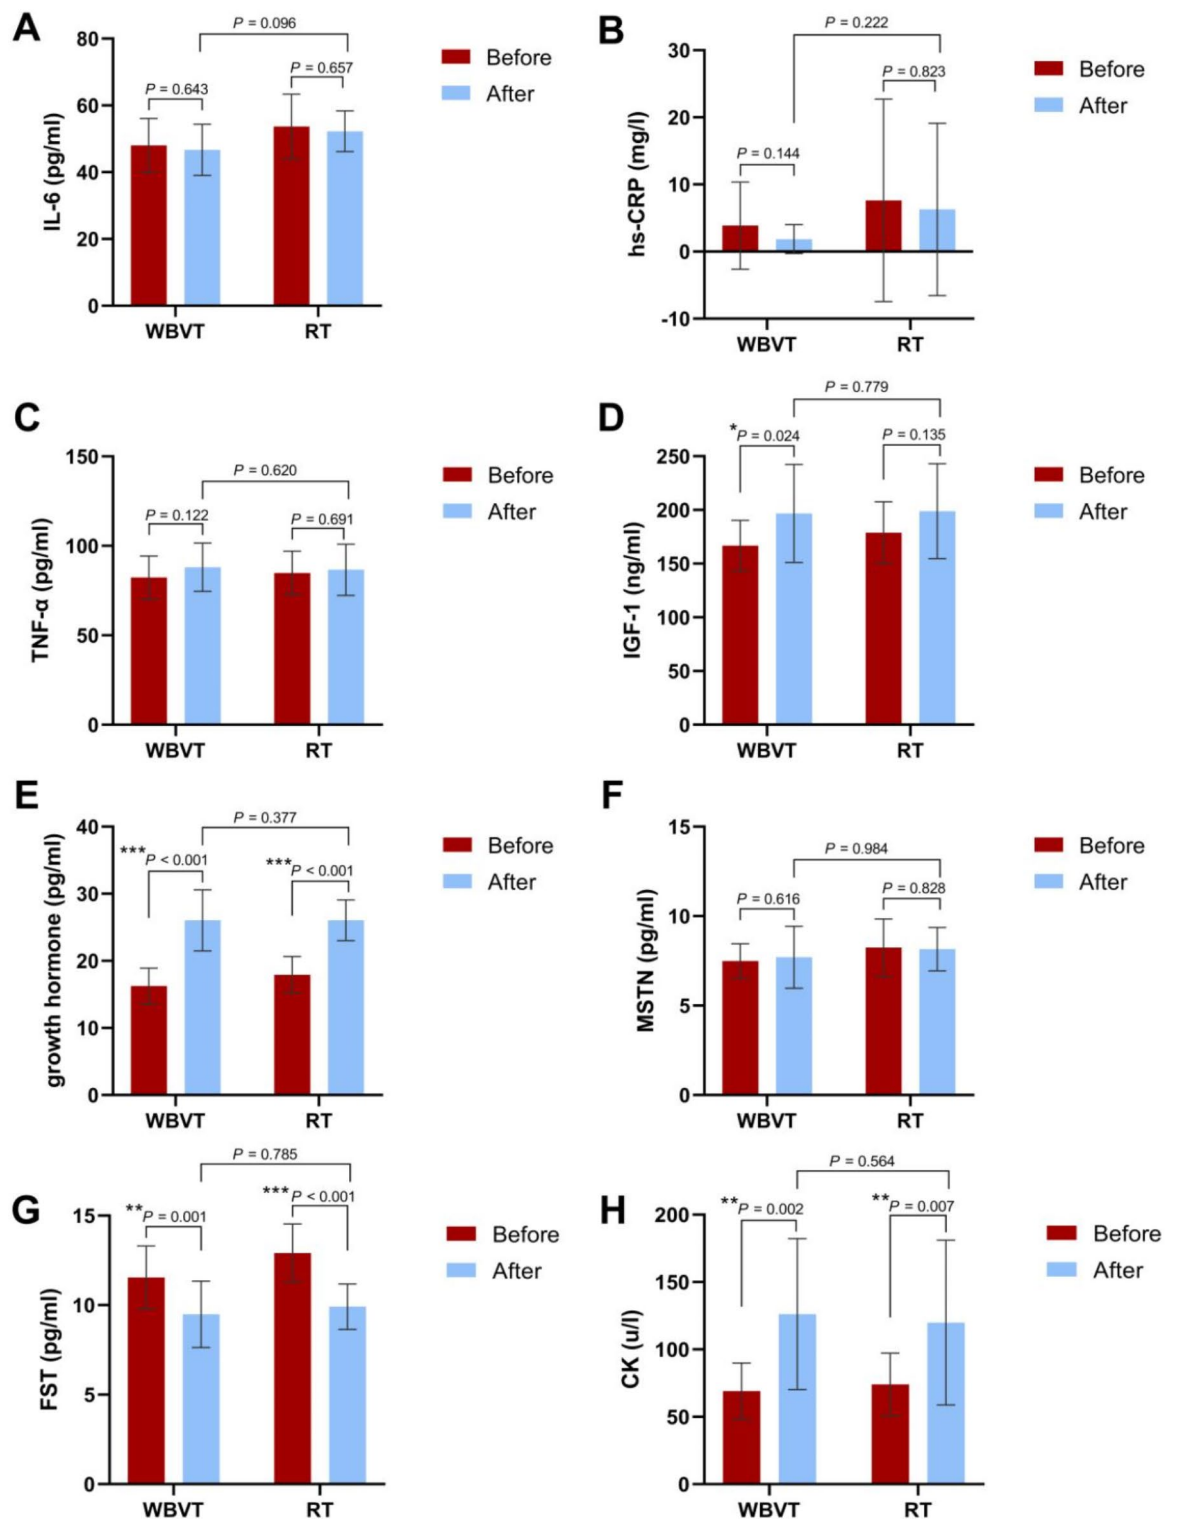 A
P = 0.096
P = 0.643
P = 0.657
80
60
40
20
0
IL-6 (pg/ml)
WBVT
RT
Before
After
B
P = 0.222
P = 0.823
P = 0.144
30
20
10
0
-10
hs-CRP (mg/l)
WBVT
RT
Before
After
C
P = 0.620
P = 0.122
P = 0.691
150
100
50
0
TNF-α (pg/ml)
WBVT
RT
Before
After
D
P = 0.779
*P = 0.024
P = 0.135
250
200
150
100
50
0
IGF-1 (ng/ml)
WBVT
RT
Before
After
E
P = 0.377
***P < 0.001
***P < 0.001
40
30
20
10
0
growth hormone (pg/ml)
WBVT
RT
Before
After
F
P = 0.984
P = 0.616
P = 0.828
15
10
5
0
MSTN (pg/ml)
WBVT
RT
Before
After
G
P = 0.785
**P = 0.001
***P < 0.001
15
10
5
0
FST (pg/ml)
WBVT
RT
Before
After
H
P = 0.564
**P = 0.002
**P = 0.007
200
150
100
50
0
CK (u/l)
WBVT
RT
Before
After